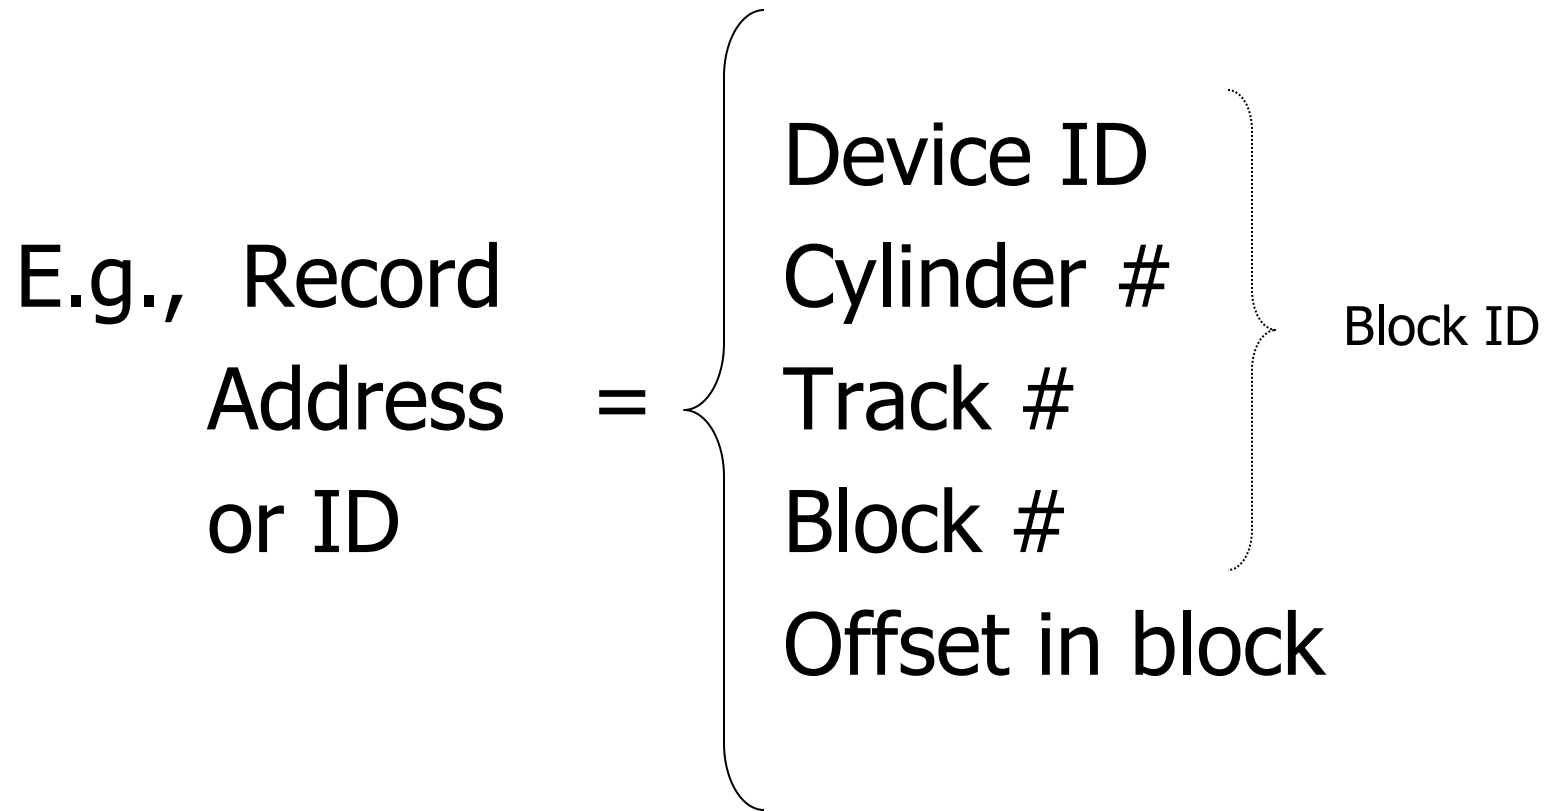 E.g., Record
Address =
or ID
Device ID
Cylinder #
Track #
Block #
Offset in block
Block ID